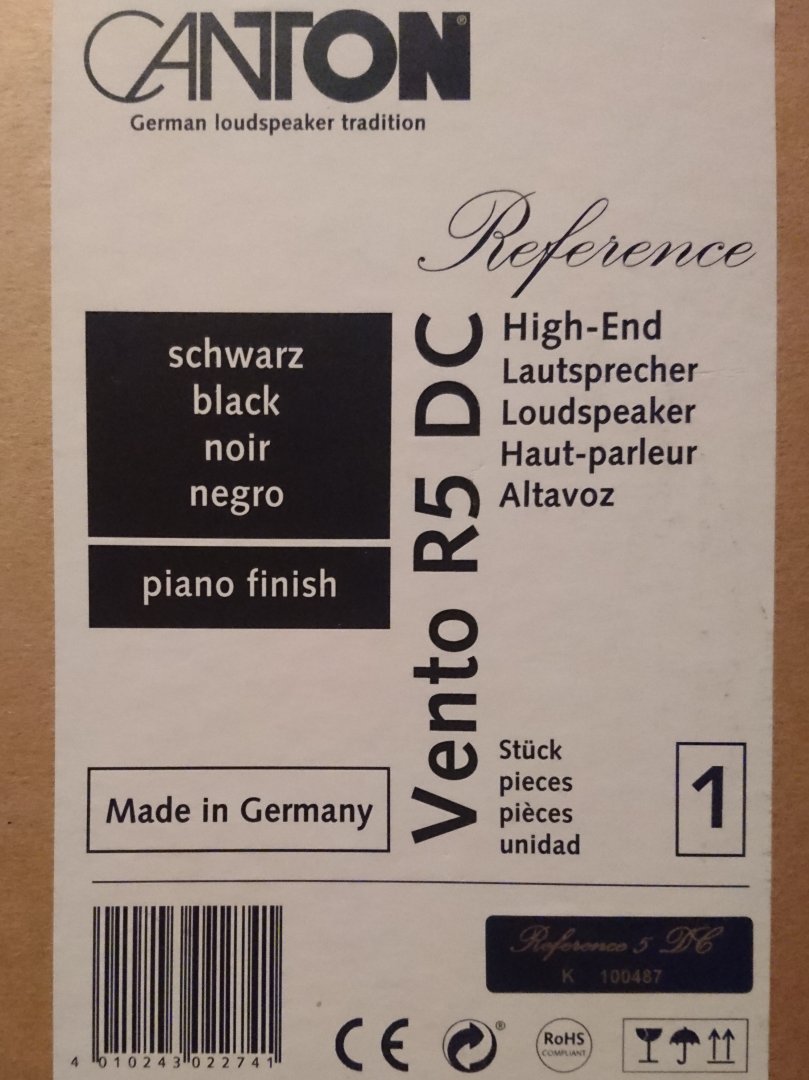 CANTON®
German loudspeaker tradition
Reference
schwarz
black
noir
negro
piano finish
Vento R5 DC
High-End
Lautsprecher
Loudspeaker
Haut-parleur
Altavoz
Made in Germany
Stück
pieces
pièces
unidad
1
4 010243 022741
Reference 5 DC
K 100487
CE
®
RoHS
COMPLIANT